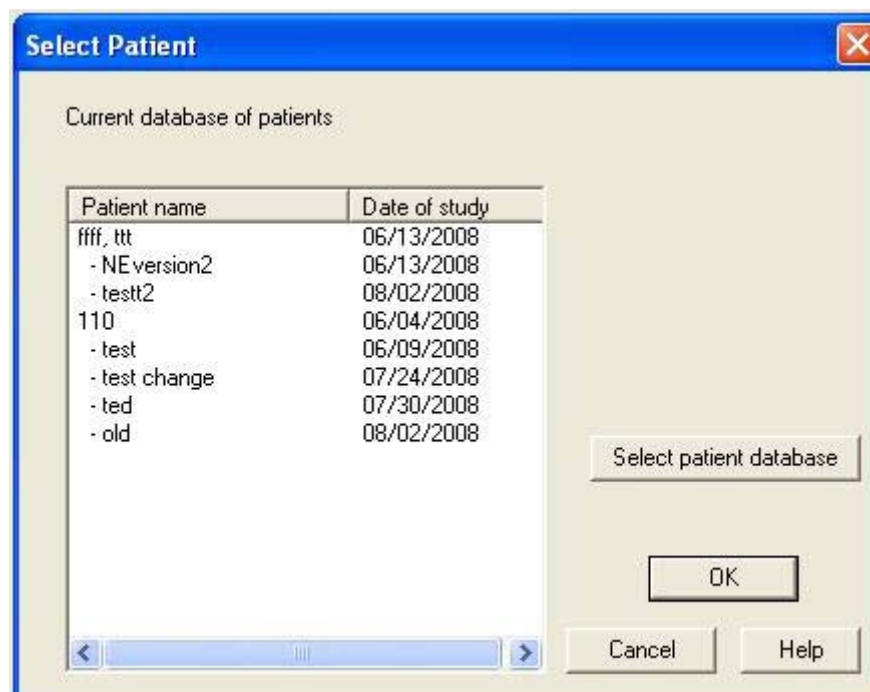 Select Patient
Current database of patients
Patient name Date of study
ffff, ttt 06/13/2008
- NEversion2 06/13/2008
- testt2 08/02/2008
110 06/04/2008
- test 06/09/2008
- test change 07/24/2008
- ted 07/30/2008
- old 08/02/2008
Select patient database
OK
Cancel Help